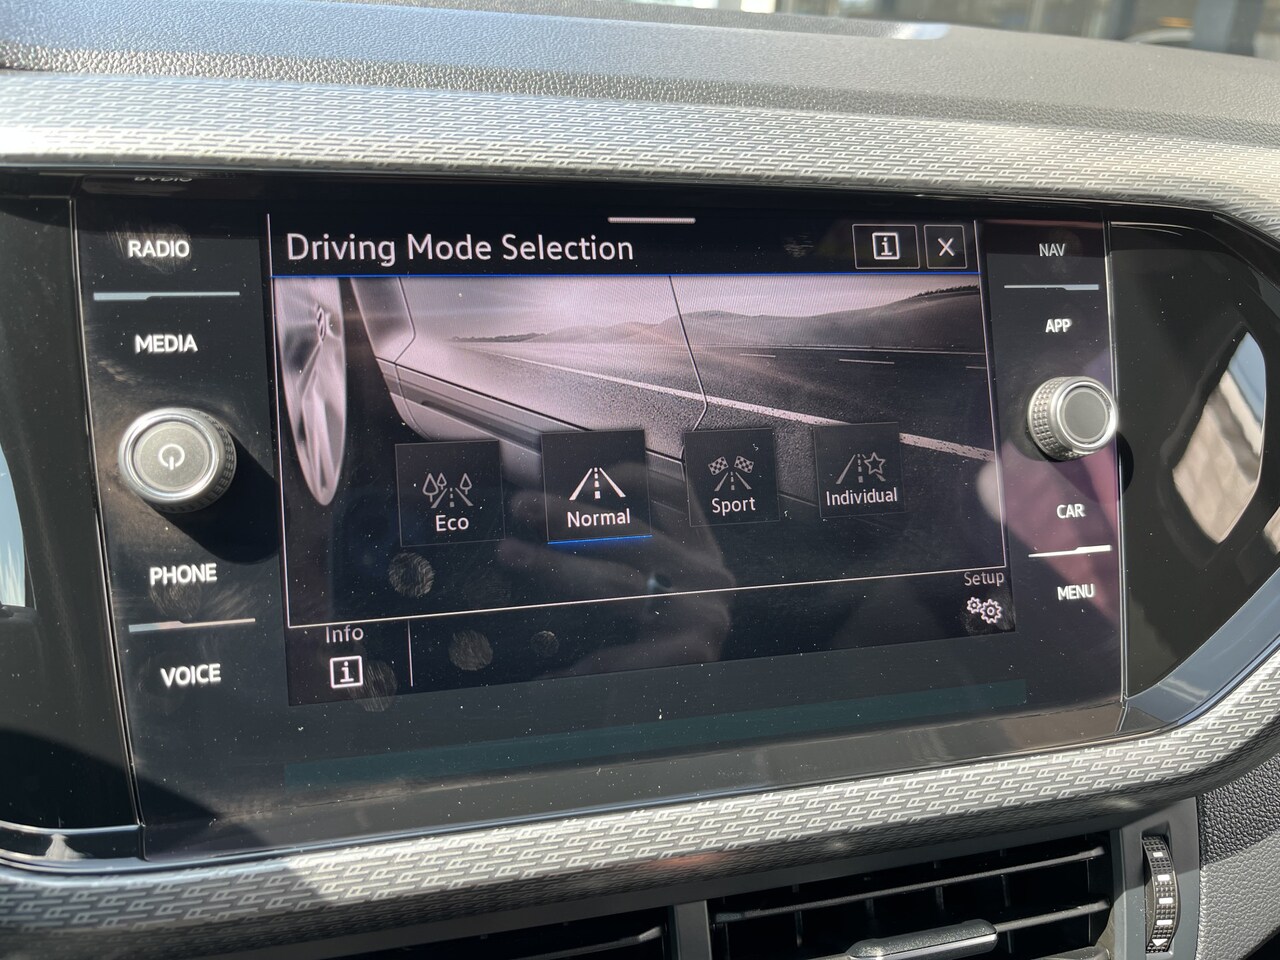 RADIO
MEDIA
PHONE
VOICE
Driving Mode Selection
Eco
Normal
Sport
Individual
Setup
Info
NAV
APP
CAR
MENU